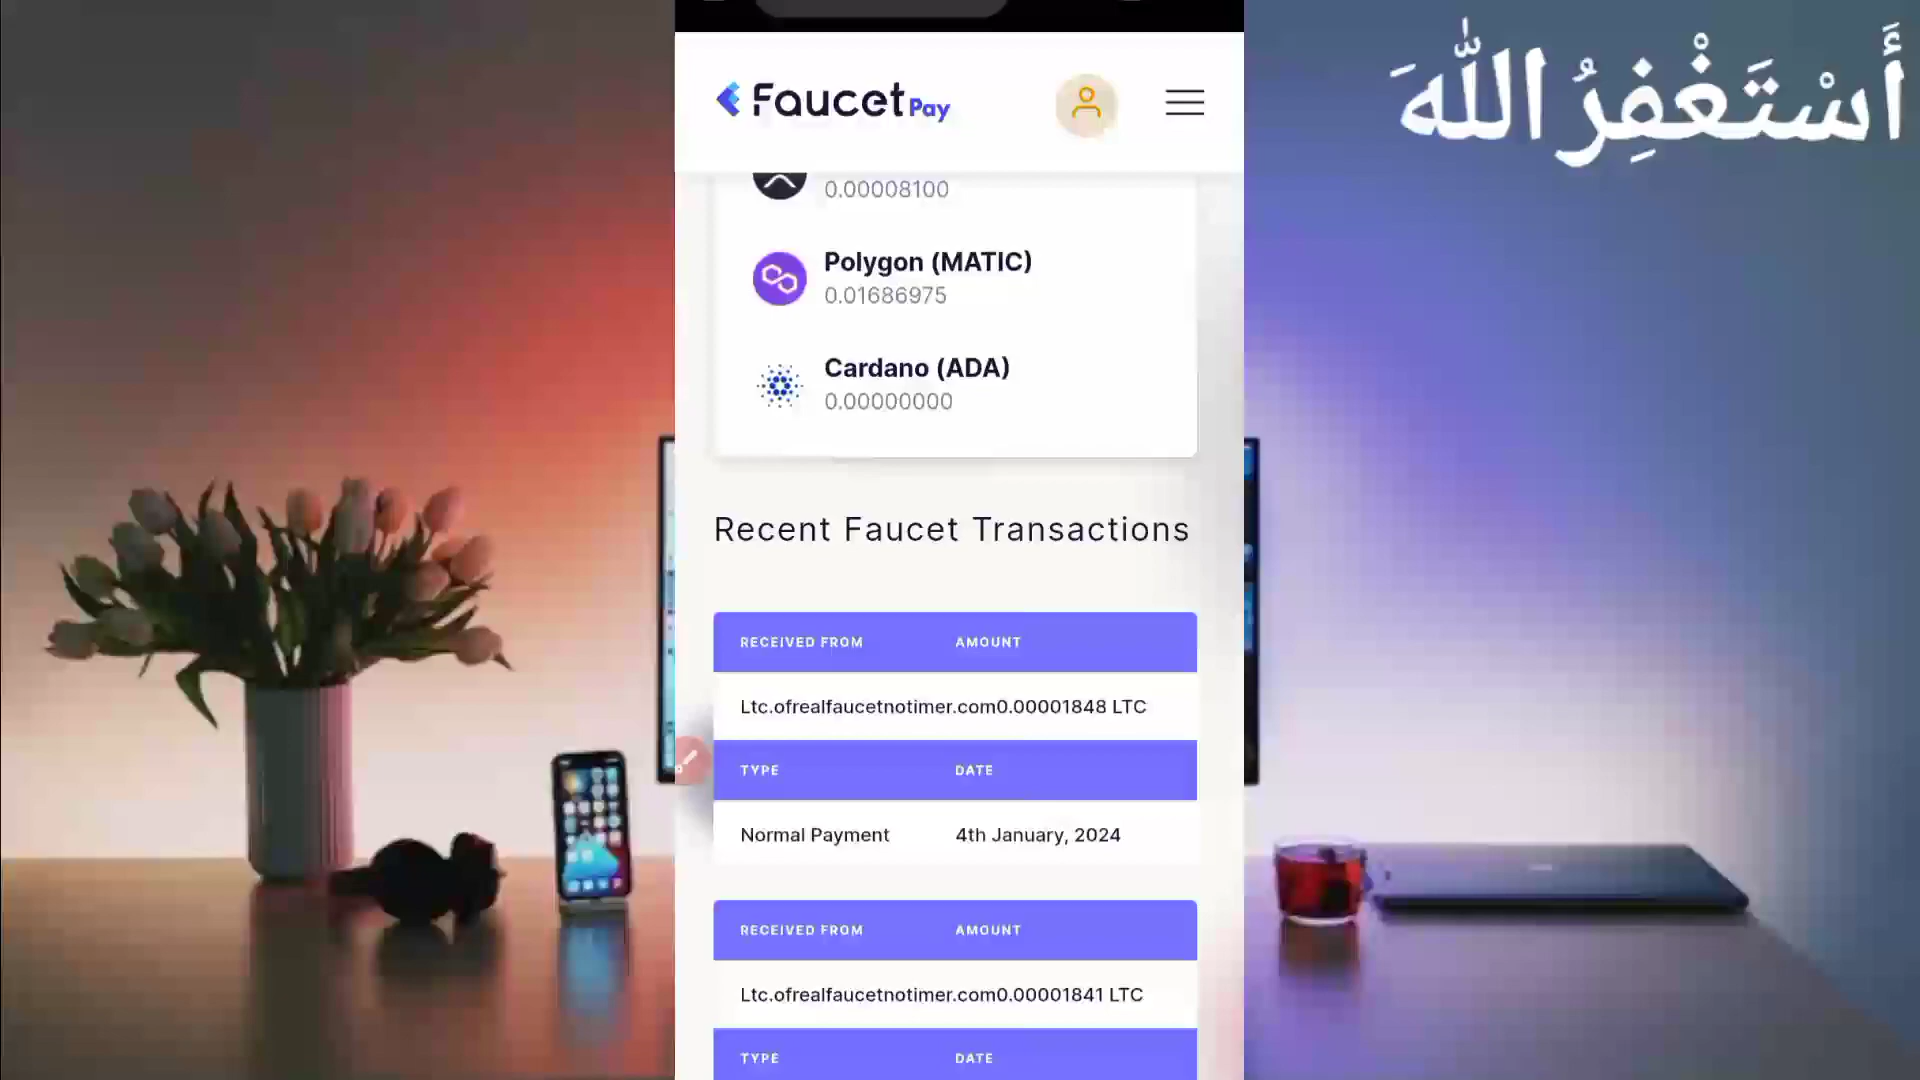 أَسْتَغْفِرُ اللَّهَ
Faucet Pay
0.00008100
Polygon (MATIC)
0.01686975
Cardano (ADA)
0.00000000
Recent Faucet Transactions
RECEIVED FROM AMOUNT
Ltc.ofrealfaucetnotimer.com0.00001848 LTC
TYPE DATE
Normal Payment 4th January, 2024
RECEIVED FROM AMOUNT
Ltc.ofrealfaucetnotimer.com0.00001841 LTC
TYPE DATE